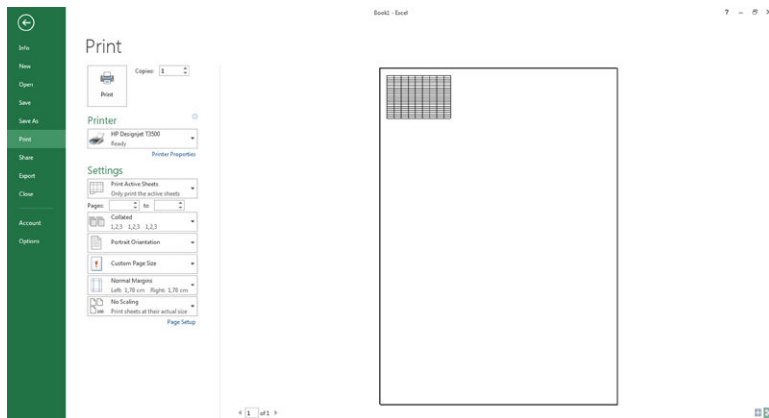 Book1 - Excel
?
Info
New
Open
Save
Save As
Print
Share
Export
Close
Account
Options
Print
Copies: 1
Print
Printer
HP Designjet T3500
Ready
Printer Properties
Settings
Print Active Sheets
Only print the active sheets
Pages: to
Collated
1,2,3 1,2,3 1,2,3
Portrait Orientation
Custom Page Size
Normal Margins
Left: 1,78 cm Right: 1,78 cm
No Scaling
Print sheets at their actual size
Page Setup
1 of 1